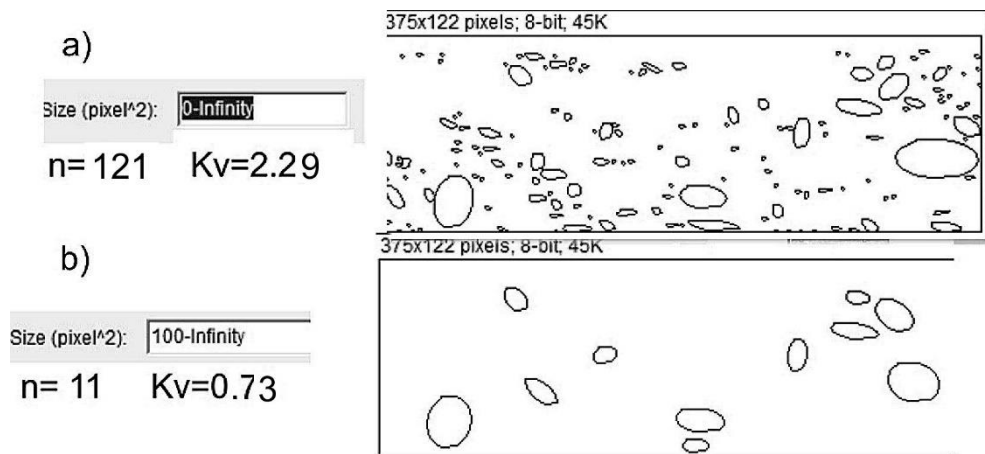 375x122 pixels; 8-bit; 45K
a)
Size (pixel^2): 0-Infinity
n= 121 Kv=2.29
375x122 pixels; 8-bit; 45K
b)
Size (pixel^2): 100-Infinity
n= 11 Kv=0.73